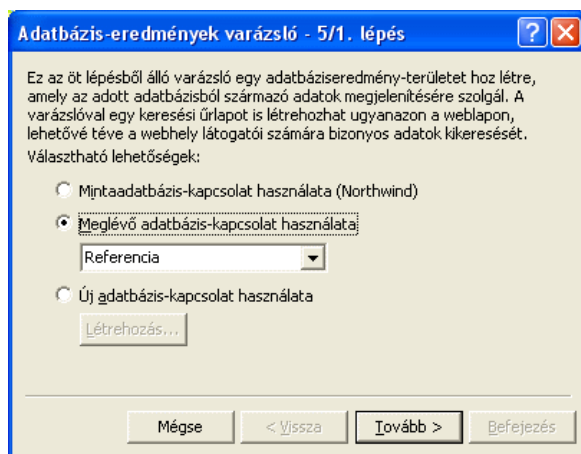 Adatbázis-eredmények varázsló - 5/1. lépés
Ez az öt lépésből álló varázsló egy adatbáziseredmény-területet hoz létre,
amely az adott adatbázisból származó adatok megjelenítésére szolgál. A
varázslóval egy keresési űrlapot is létrehozhat ugyanazon a weblapon,
lehetővé téve a webhely látogatói számára bizonyos adatok kikeresését.
Választható lehetőségek:
Mintaadatbázis-kapcsolat használata (Northwind)
Meglévő adatbázis-kapcsolat használata
Referencia
Új adatbázis-kapcsolat használata
Létrehozás...
Mégse < Vissza Tovább > Befejezés